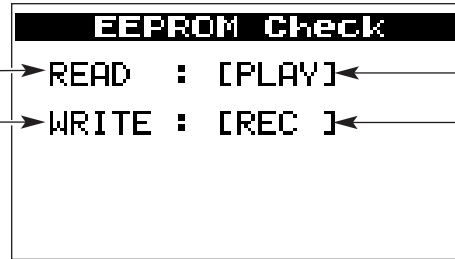 EEPROM Check
READ : [PLAY]
WRITE : [REC ]